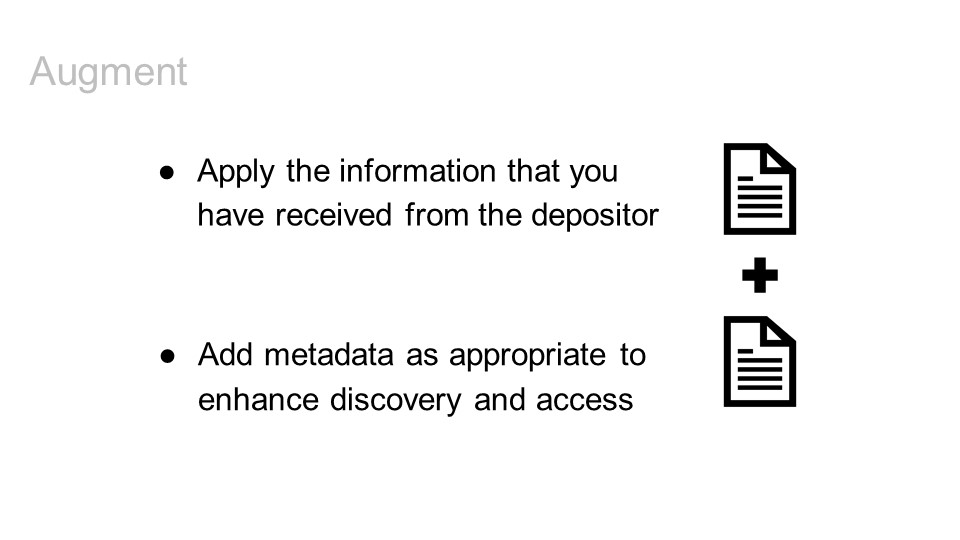 Augment
● Apply the information that you
have received from the depositor
● Add metadata as appropriate to
enhance discovery and access